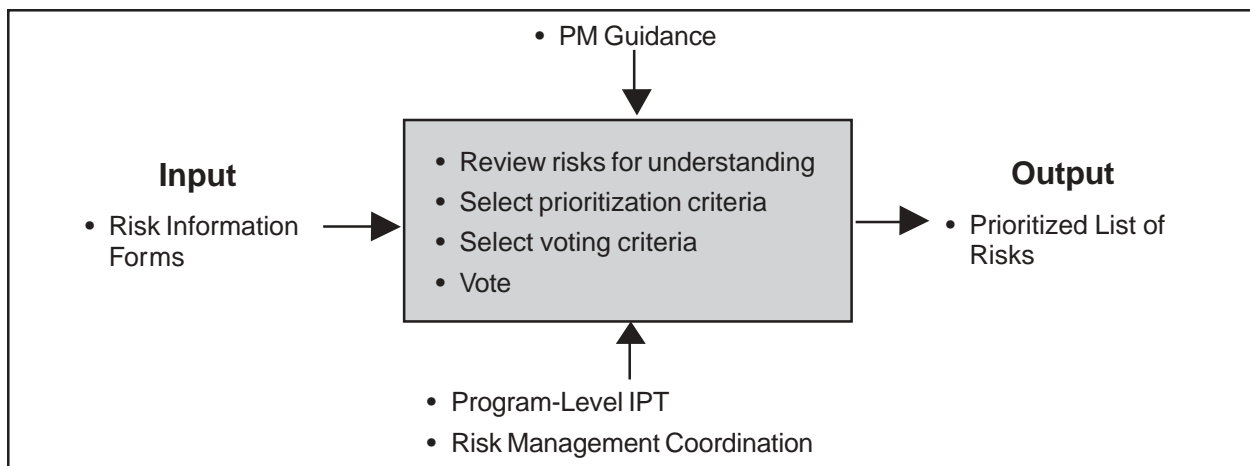 • PM Guidance
Input
• Risk Information
Forms
• Review risks for understanding
• Select prioritization criteria
• Select voting criteria
• Vote
Output
• Prioritized List of
Risks
• Program-Level IPT
• Risk Management Coordination